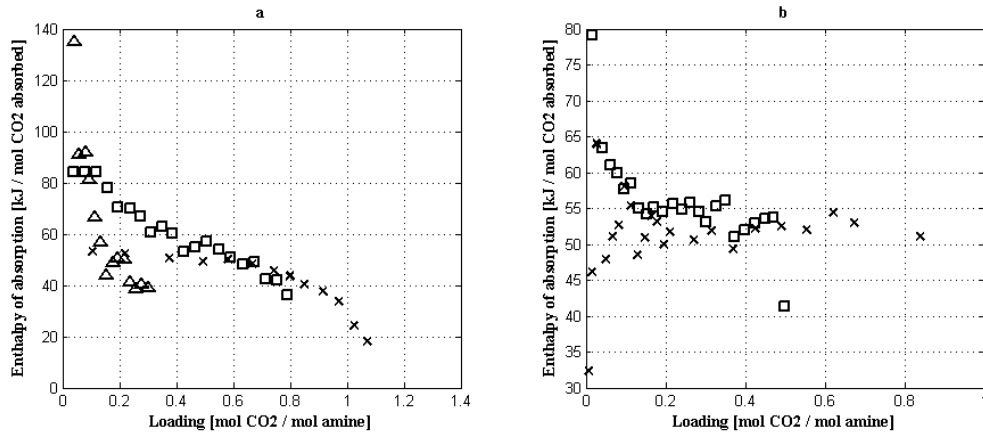 a
Enthalpy of absorption [kJ / mol CO2 absorbed]
140
120
100
80
60
40
20
0
0 0.2 0.4 0.6 0.8 1 1.2 1.4
Loading [mol CO2 / mol amine]
b
Enthalpy of absorption [kJ / mol CO2 absorbed]
80
75
70
65
60
55
50
45
40
35
30
0 0.2 0.4 0.6 0.8 1
Loading [mol CO2 / mol amine]